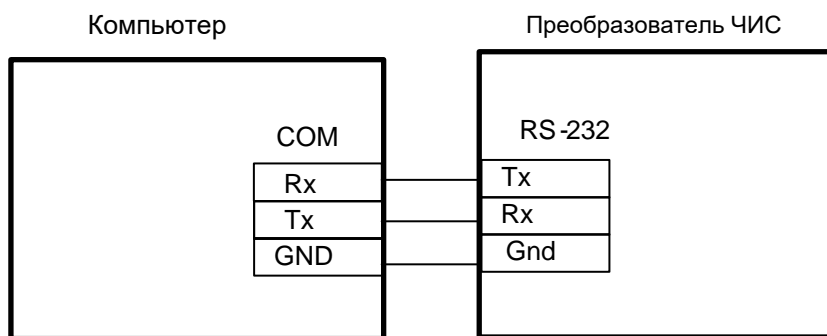 Компьютер
Преобразователь ЧИС
COM
RS-232
Rx
Tx
Tx
Rx
GND
Gnd